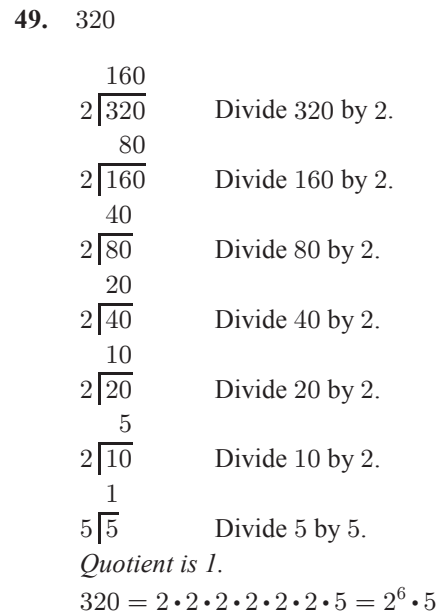 49. 320
160
2 320 Divide 320 by 2.
80
2 160 Divide 160 by 2.
40
2 80 Divide 80 by 2.
20
2 40 Divide 40 by 2.
10
2 20 Divide 20 by 2.
5
2 10 Divide 10 by 2.
1
5 5 Divide 5 by 5.
Quotient is 1.
320 = 2 • 2 • 2 • 2 • 2 • 2 • 5 = 2⁶ • 5